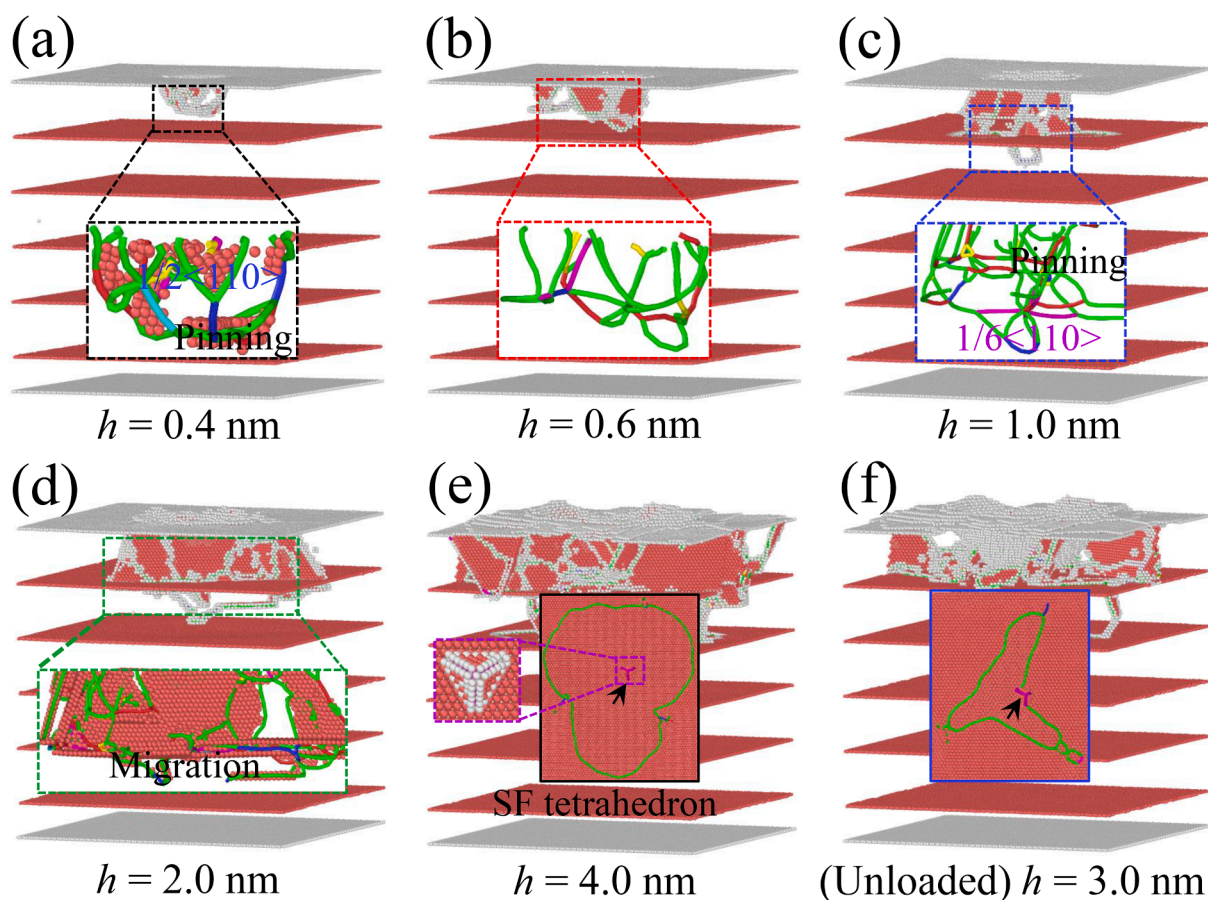 (a)
(b)
(c)
1/2<110>
Pinning
Pinning
1/6<110>
h = 0.4 nm
h = 0.6 nm
h = 1.0 nm
(d)
(e)
(f)
Migration
SF tetrahedron
h = 2.0 nm
h = 4.0 nm
(Unloaded) h = 3.0 nm